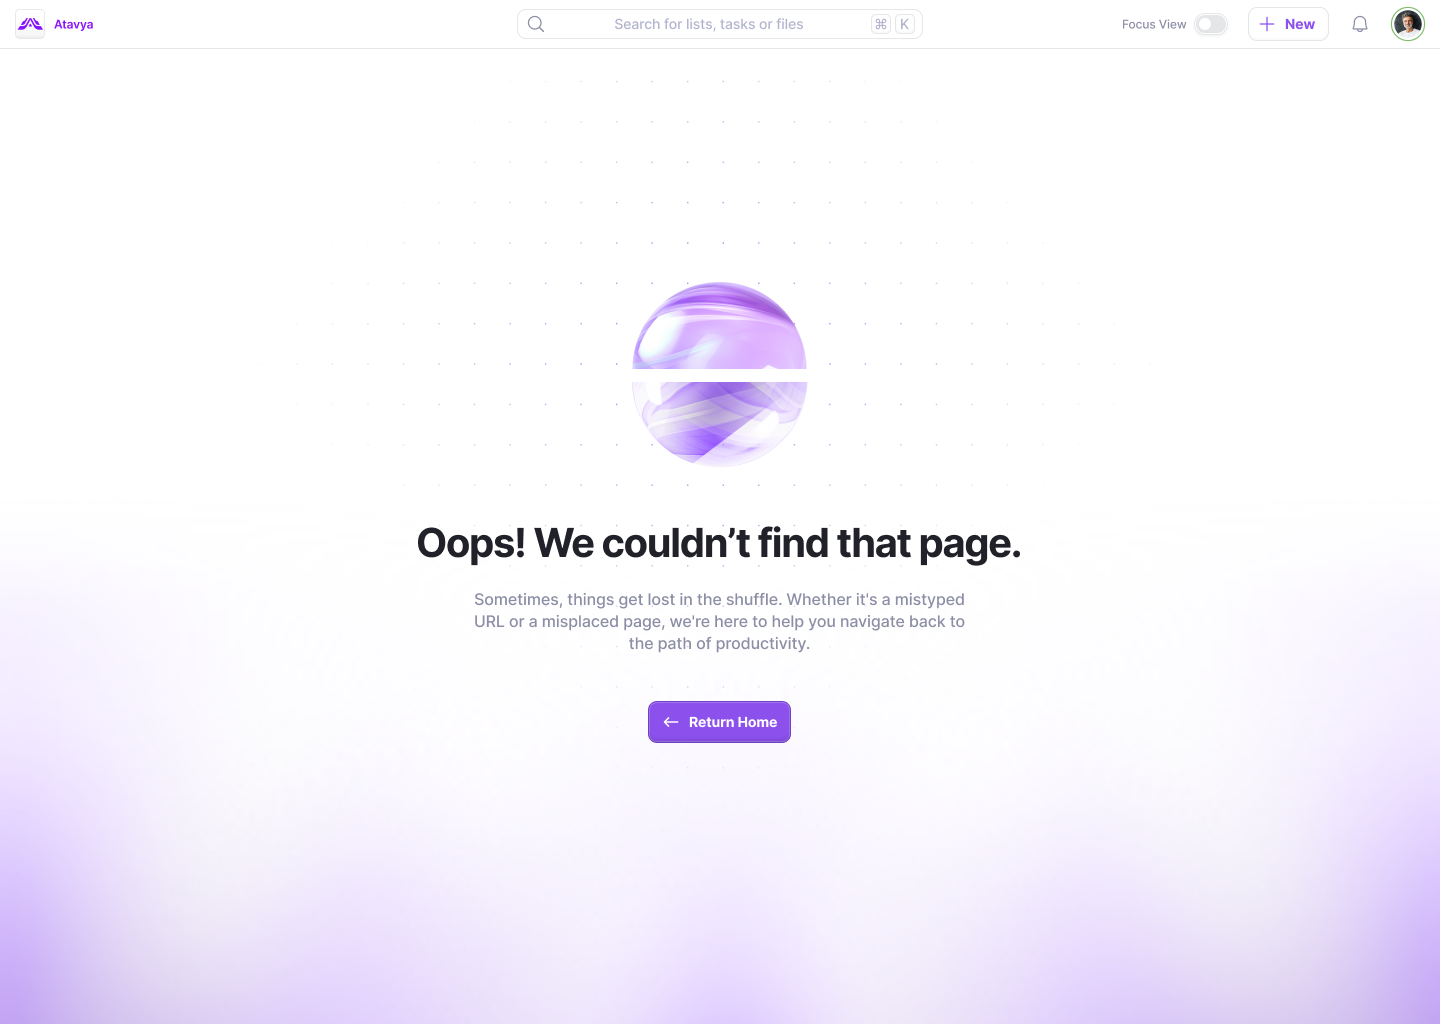 Atavya
Search for lists, tasks or files
⌘ K
Focus View
New
Oops! We couldn’t find that page.
Sometimes, things get lost in the shuffle. Whether it's a mistyped
URL or a misplaced page, we're here to help you navigate back to
the path of productivity.
Return Home